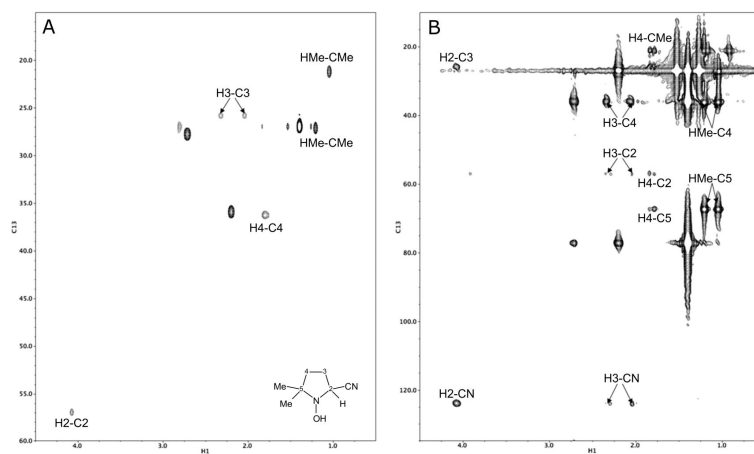 A
20.0
25.0
30.0
35.0
40.0
45.0
50.0
55.0
60.0
C13
4.0
3.0
2.0
1.0
H1
HMe-CMe
H3-C3
HMe-CMe
H4-C4
H2-C2
4
3
Me
5
2
CN
Me
N
H
OH
B
20.0
40.0
60.0
80.0
100.0
120.0
C13
4.0
3.0
2.0
1.0
H1
H4-CMe
H2-C3
H3-C4
HMe-C4
H3-C2
H4-C2
HMe-C5
H4-C5
H3-CN
H2-CN